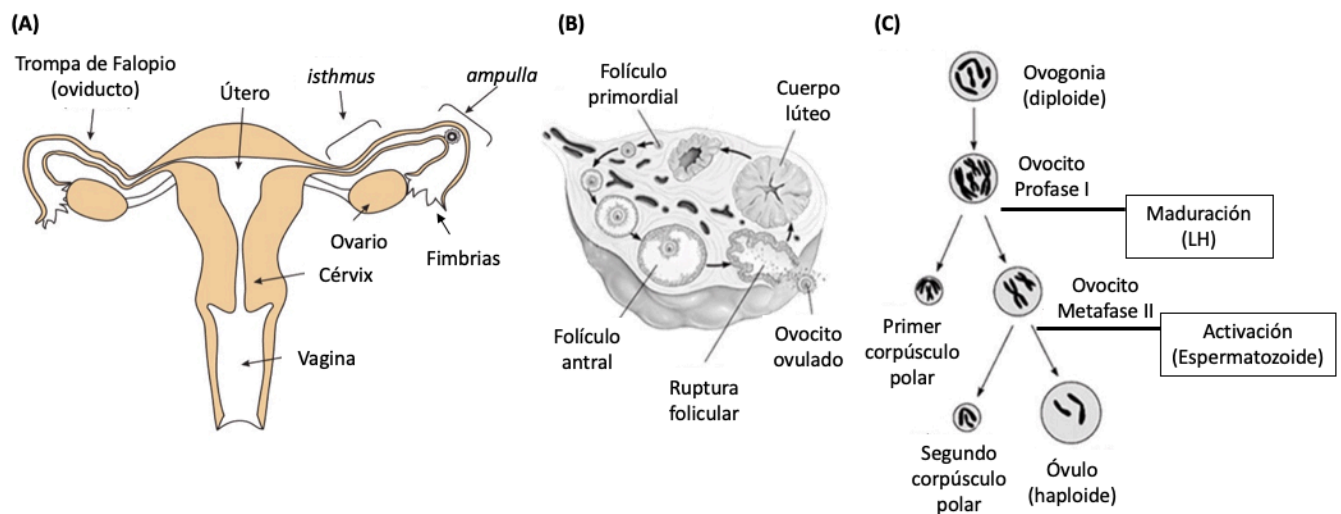 (A)
Trompa de Falopio
(oviducto)
Útero
isthmus
ampulla
Ovario
Fimbrias
Cérvix
Vagina
(B)
Folículo
primordial
Cuerpo
lúteo
Folículo
antral
Ruptura
folicular
Ovocito
ovulado
(C)
Ovogonia
(diploide)
Ovocito
Profase I
Maduración
(LH)
Primer
corpúsculo
polar
Ovocito
Metafase II
Activación
(Espermatozoide)
Segundo
corpúsculo
polar
Óvulo
(haploide)